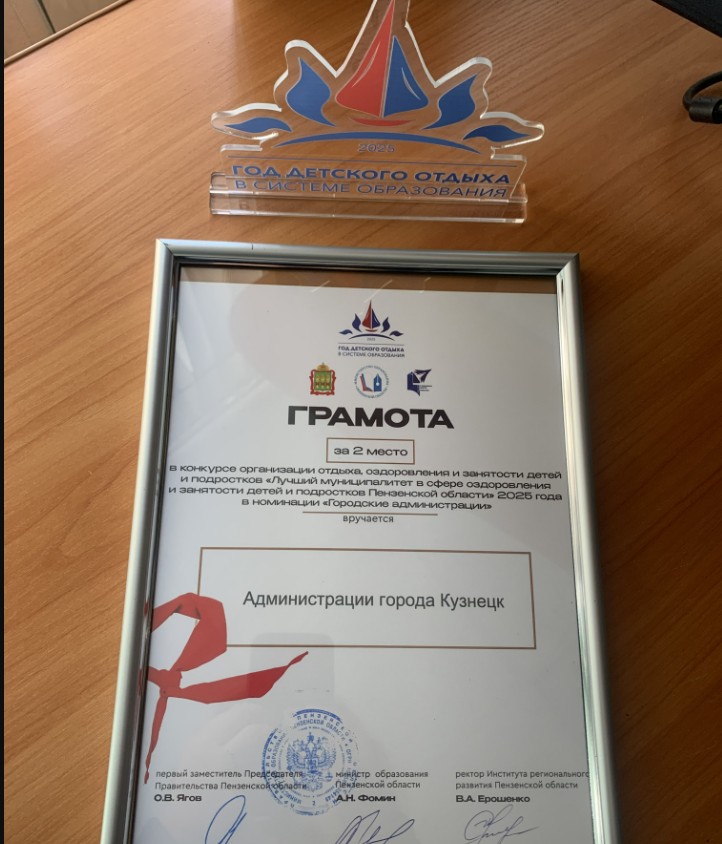 2025
ГОД ДЕТСКОГО ОТДЫХА
В СИСТЕМЕ ОБРАЗОВАНИЯ
ГОД ДЕТСКОГО ОТДЫХА
В СИСТЕМЕ ОБРАЗОВАНИЯ
ГРАМОТА
за 2 место
в конкурсе организации отдыха, оздоровления и занятости детей
и подростков «Лучший муниципалитет в сфере оздоровления
и занятости детей и подростков Пензенской области» 2025 года
в номинации «Городские администрации»
вручается
Администрации города Кузнецк
первый заместитель Председателя
Правительства Пензенской области
О.В. Ягов
министр образования
Пензенской области
А.Н. Фомин
ректор Института регионального
развития Пензенской области
В.А. Ерошенко